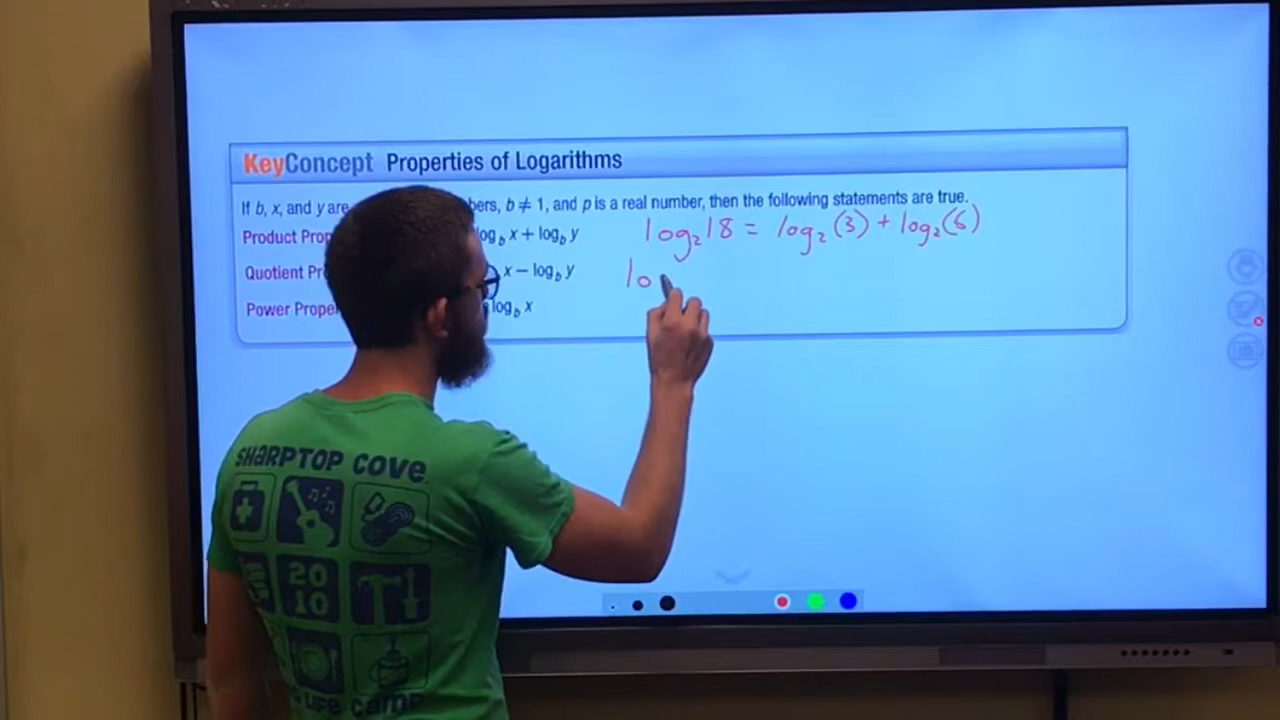 KeyConcept Properties of Logarithms
If b, x, and y are bers, b ≠ 1, and p is a real number, then the following statements are true.
Product Prop log_b x + log_b y log₂18 = log₂(3) + log₂(6)
Quotient Pr x − log_b y lo
Power Prope log_b x
SHARPTOP COVE
20
10
LIFE CAMP